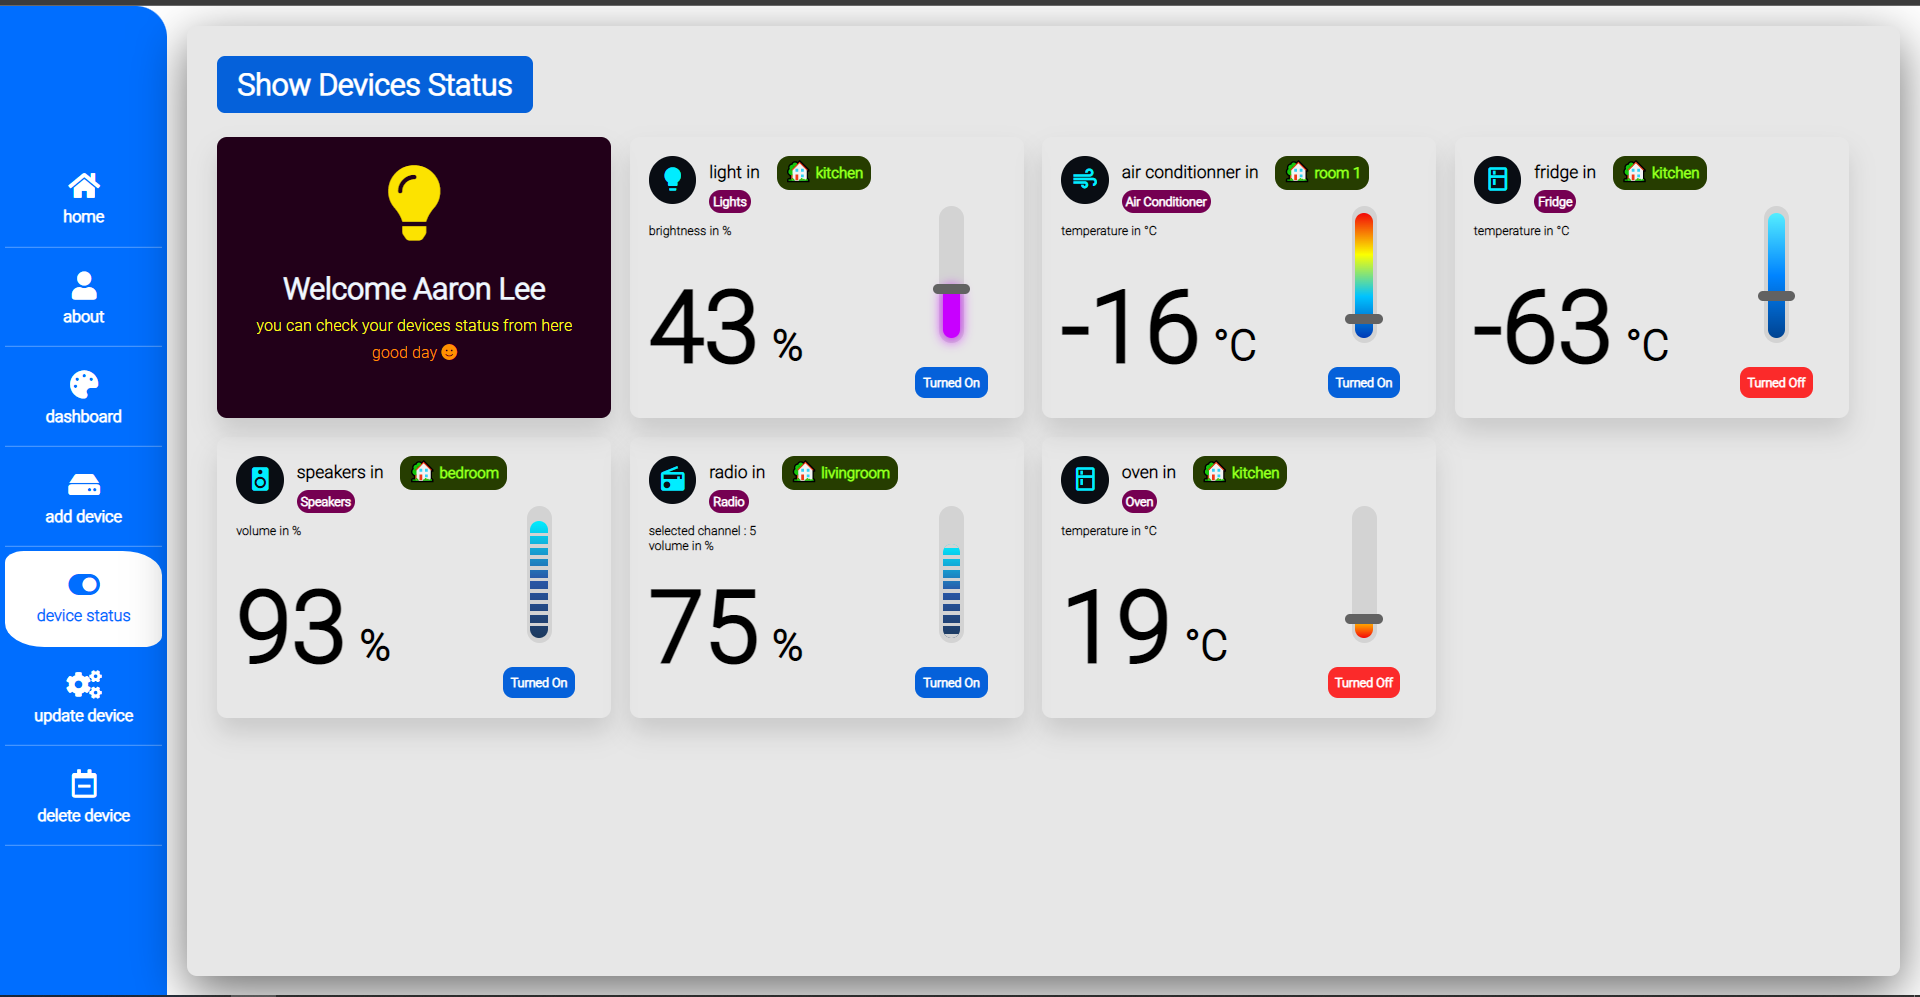 home
about
dashboard
add device
device status
update device
delete device
Show Devices Status
Welcome Aaron Lee
you can check your devices status from here
good day
light in kitchen
Lights
brightness in %
43 %
Turned On
air conditionner in room 1
Air Conditioner
temperature in °C
-16 °C
Turned On
fridge in kitchen
Fridge
temperature in °C
-63 °C
Turned Off
speakers in bedroom
Speakers
volume in %
93 %
Turned On
radio in livingroom
Radio
selected channel : 5
volume in %
75 %
Turned On
oven in kitchen
Oven
temperature in °C
19 °C
Turned Off